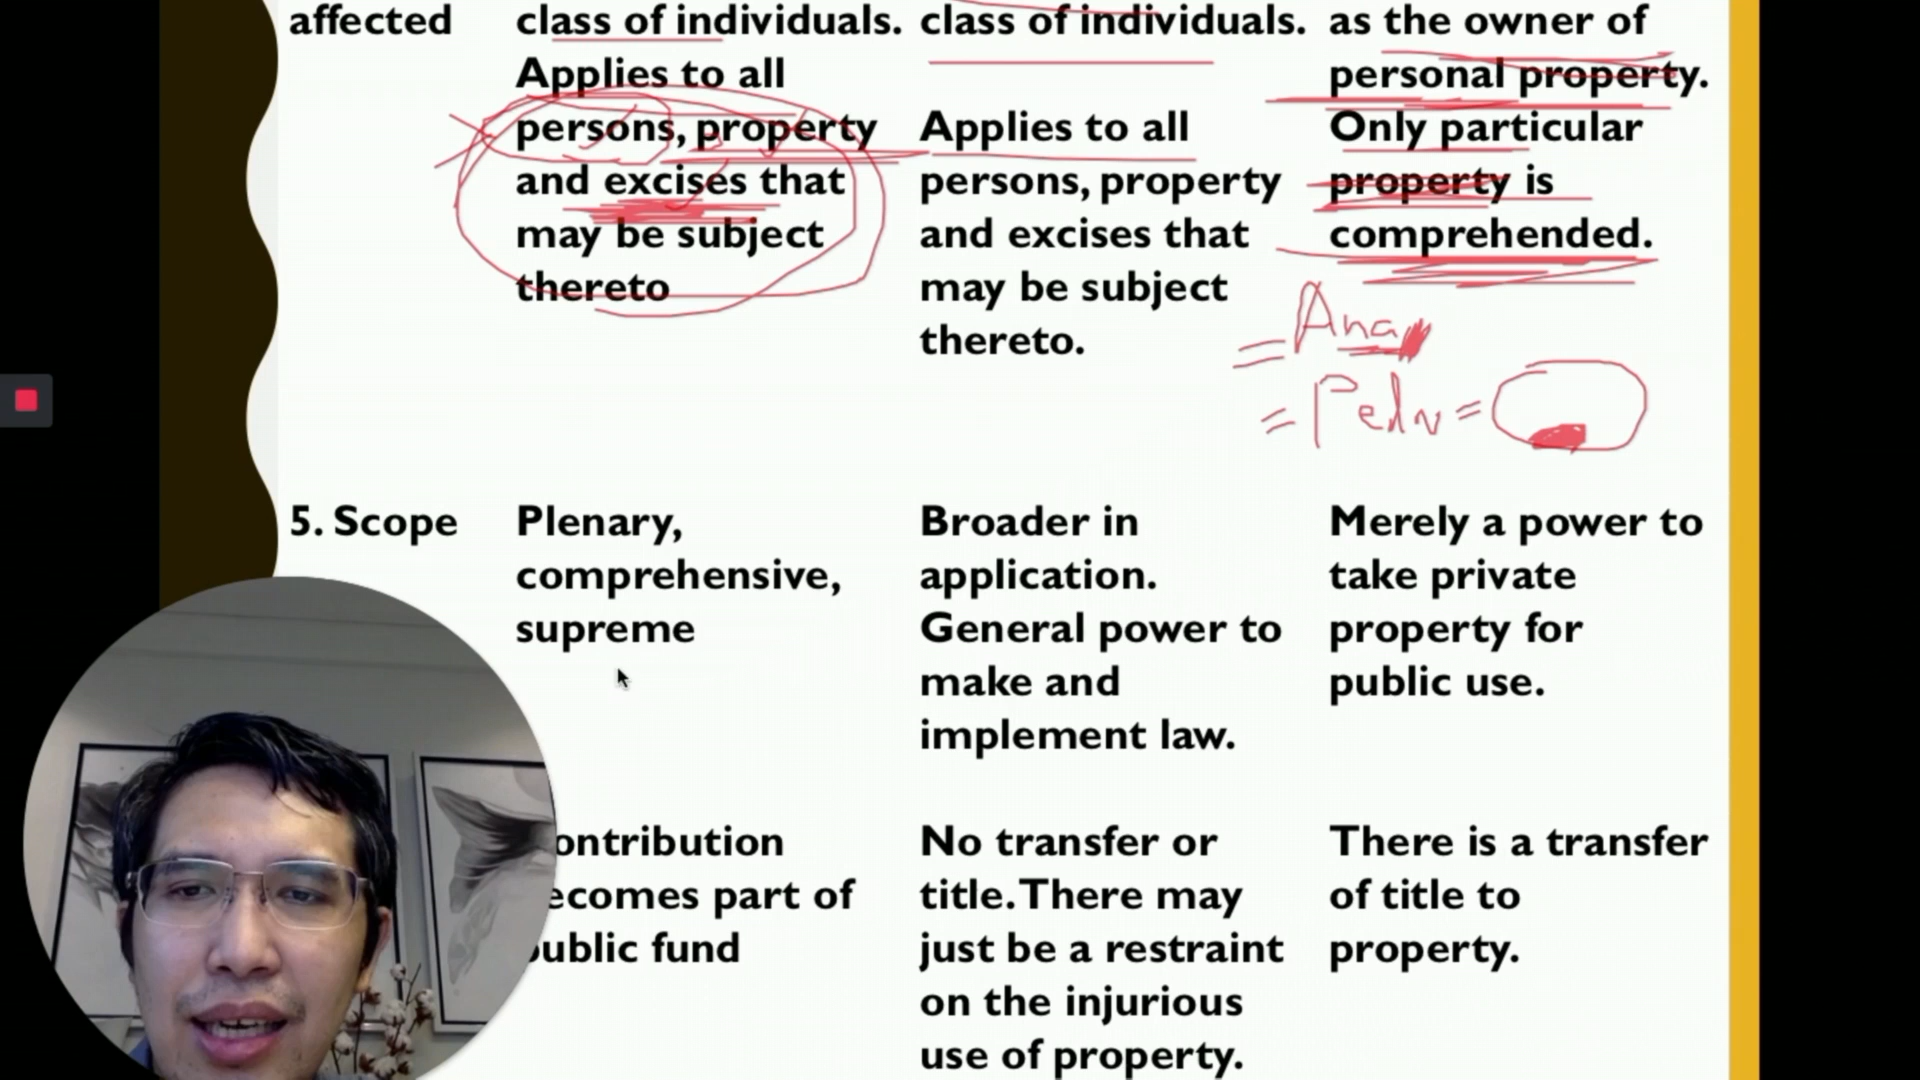 affected
class of individuals.
Applies to all
persons, property
and excises that
may be subject
thereto
class of individuals.
Applies to all
persons, property
and excises that
may be subject
thereto.
as the owner of
personal property.
Only particular
property is
comprehended.
= Ana
=
5. Scope
Plenary,
comprehensive,
supreme
Broader in
application.
General power to
make and
implement law.
Merely a power to
take private
property for
public use.
ontribution
ecomes part of
public fund
No transfer or
title. There may
just be a restraint
on the injurious
use of property.
There is a transfer
of title to
property.